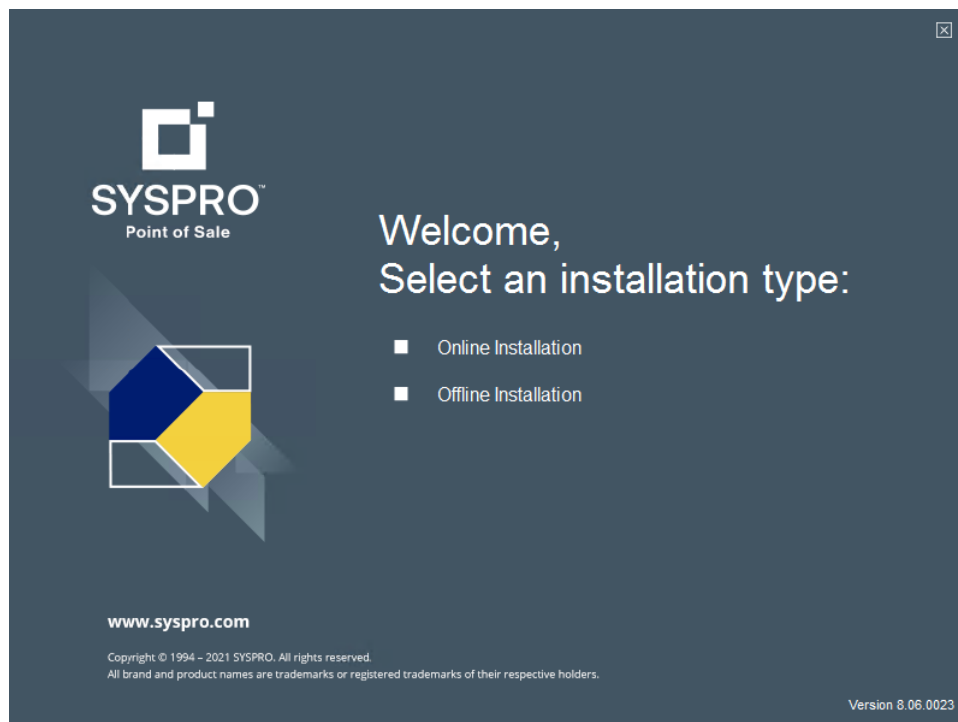 SYSPRO™
Point of Sale
Welcome,
Select an installation type:
Online Installation
Offline Installation
www.syspro.com
Copyright © 1994 – 2021 SYSPRO. All rights reserved.
All brand and product names are trademarks or registered trademarks of their respective holders.
Version 8.06.0023